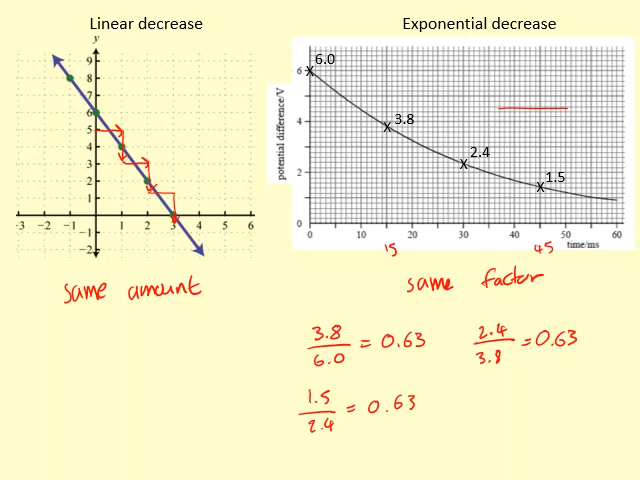 Linear decrease
Exponential decrease
y
9
8
7
6
5
4
3
2
1
-3 -2 -1 1 2 3 4 5 6
-2
potential difference/V
6
4
2
0
6.0
3.8
2.4
1.5
0 10 20 30 40 50 60
time/ms
15
45
same amount
same factor
3.8/6.0 = 0.63
2.4/3.8 = 0.63
1.5/2.4 = 0.63